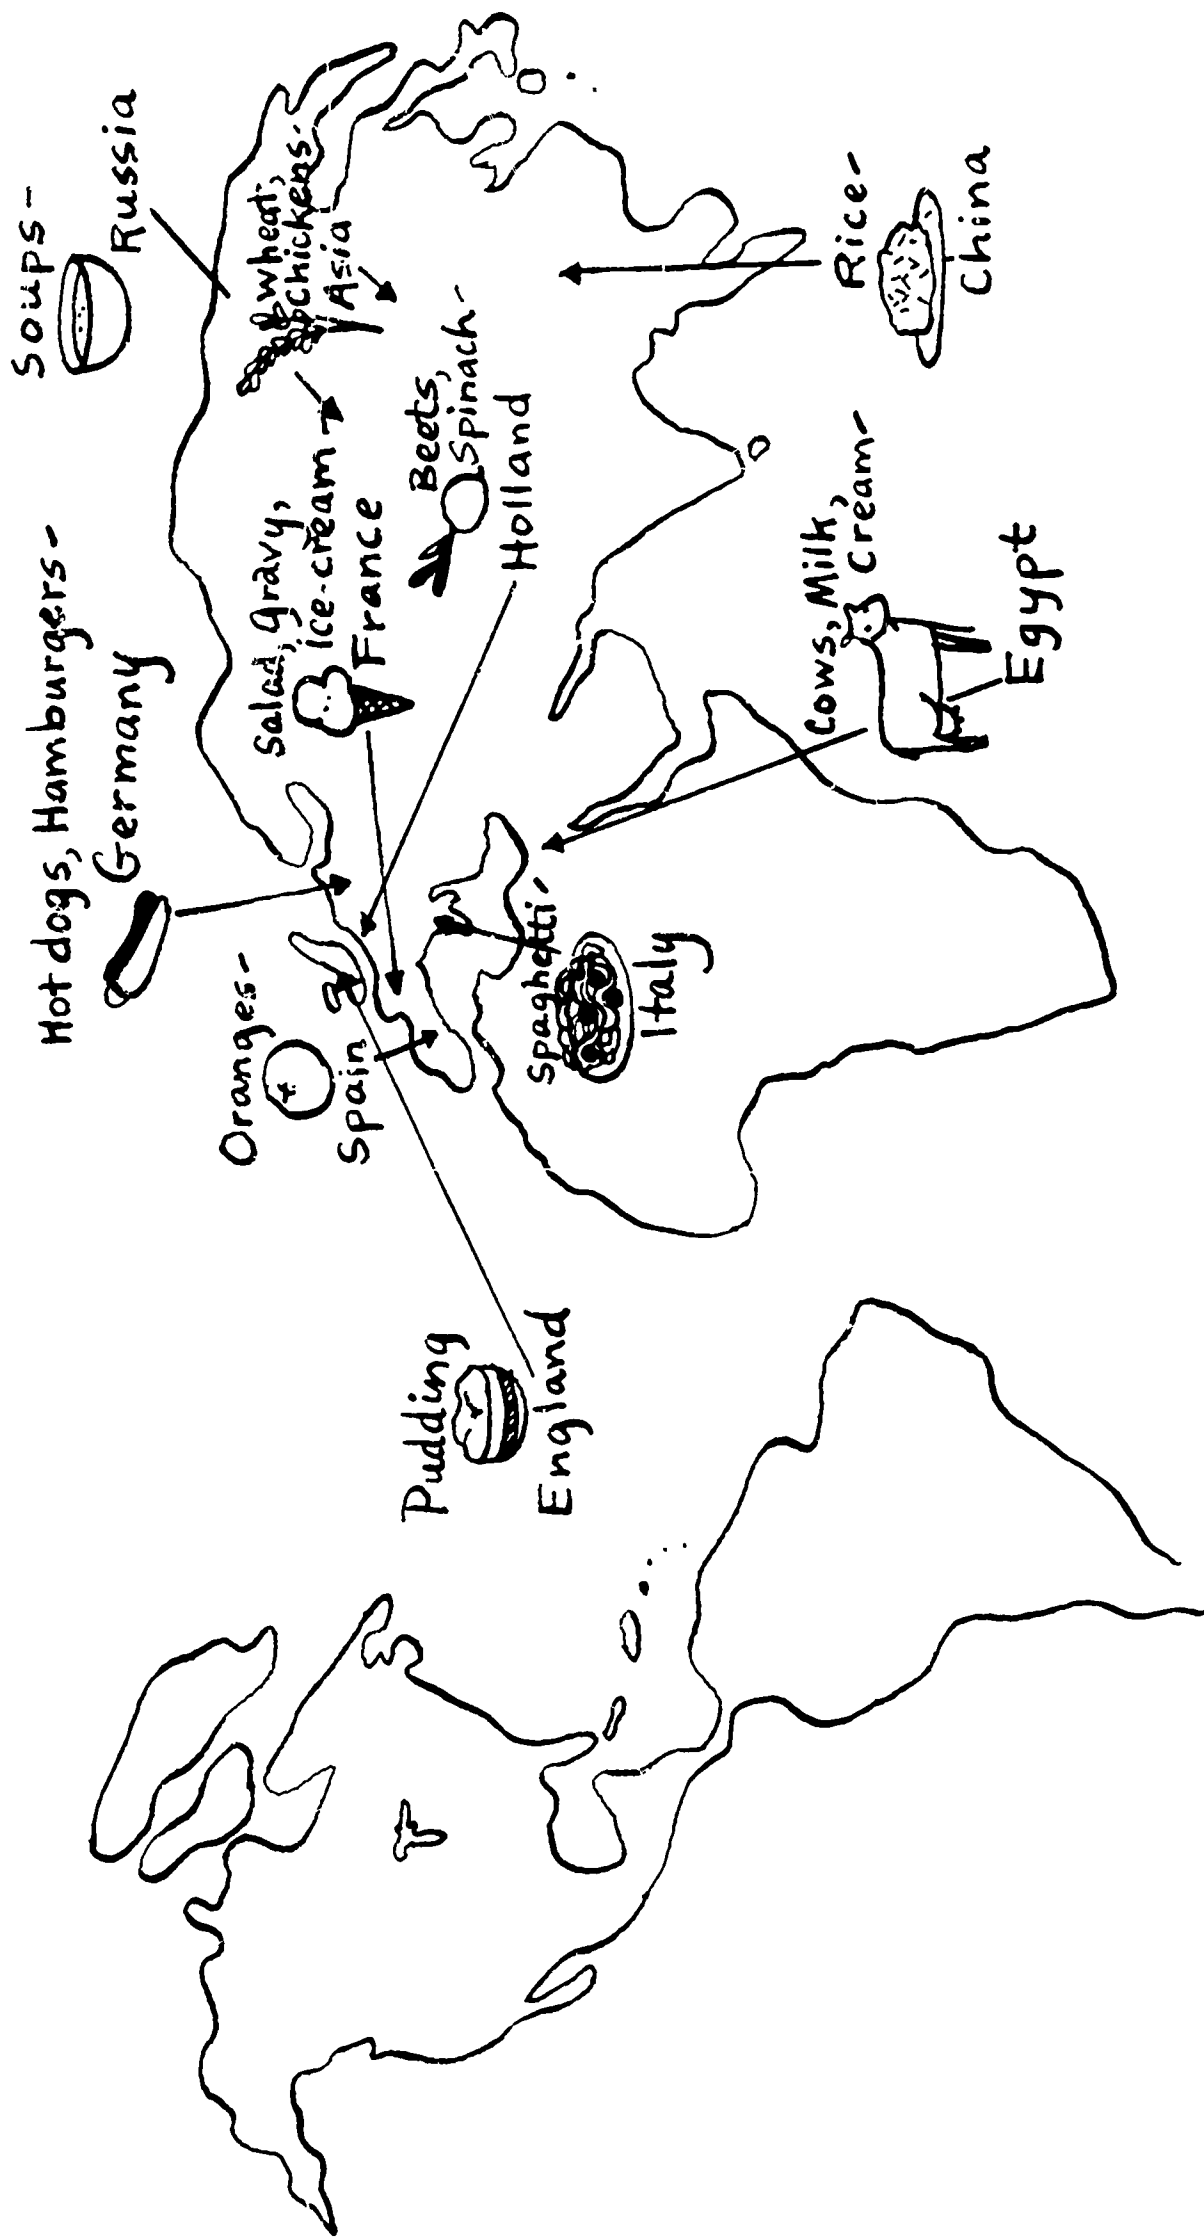 Soups-
Russia
Hot dogs, Hamburgers-
Germany
Oranges-
Spain
Salad, gravy,
ice-cream-
France
Wheat,
Chickens-
Asia
Beets,
Spinach-
Holland
Pudding
England
Spaghetti-
Italy
Cows, Milk,
Cream-
Egypt
Rice-
China